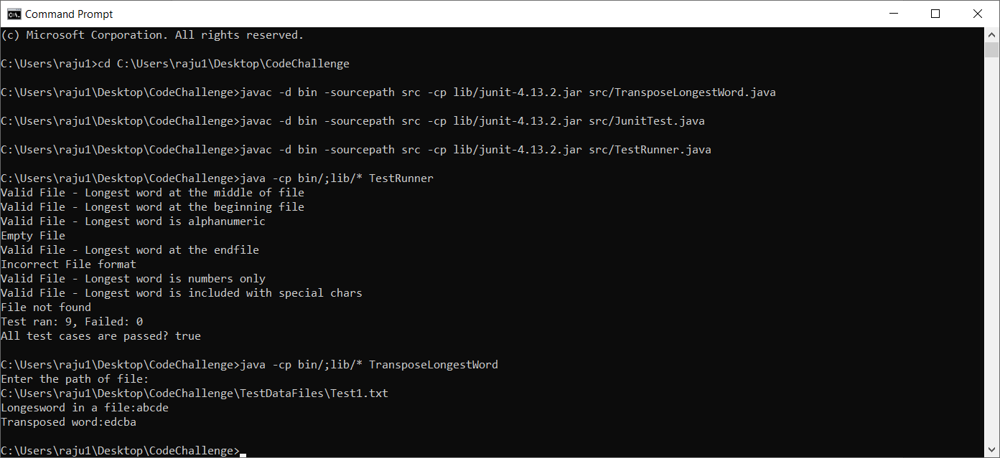 Command Prompt
(c) Microsoft Corporation. All rights reserved.
C:\Users\raju1>cd C:\Users\raju1\Desktop\CodeChallenge
C:\Users\raju1\Desktop\CodeChallenge>javac -d bin -sourcepath src -cp lib/junit-4.13.2.jar src/TransposeLongestWord.java
C:\Users\raju1\Desktop\CodeChallenge>javac -d bin -sourcepath src -cp lib/junit-4.13.2.jar src/JunitTest.java
C:\Users\raju1\Desktop\CodeChallenge>javac -d bin -sourcepath src -cp lib/junit-4.13.2.jar src/TestRunner.java
C:\Users\raju1\Desktop\CodeChallenge>java -cp bin/;lib/* TestRunner
Valid File - Longest word at the middle of file
Valid File - Longest word at the beginning file
Valid File - Longest word is alphanumeric
Empty File
Valid File - Longest word at the endfile
Incorrect File format
Valid File - Longest word is numbers only
Valid File - Longest word is included with special chars
File not found
Test ran: 9, Failed: 0
All test cases are passed? true
C:\Users\raju1\Desktop\CodeChallenge>java -cp bin/;lib/* TransposeLongestWord
Enter the path of file:
C:\Users\raju1\Desktop\CodeChallenge\TestDataFiles\Test1.txt
Longesword in a file:abcde
Transposed word:edcba
C:\Users\raju1\Desktop\CodeChallenge>